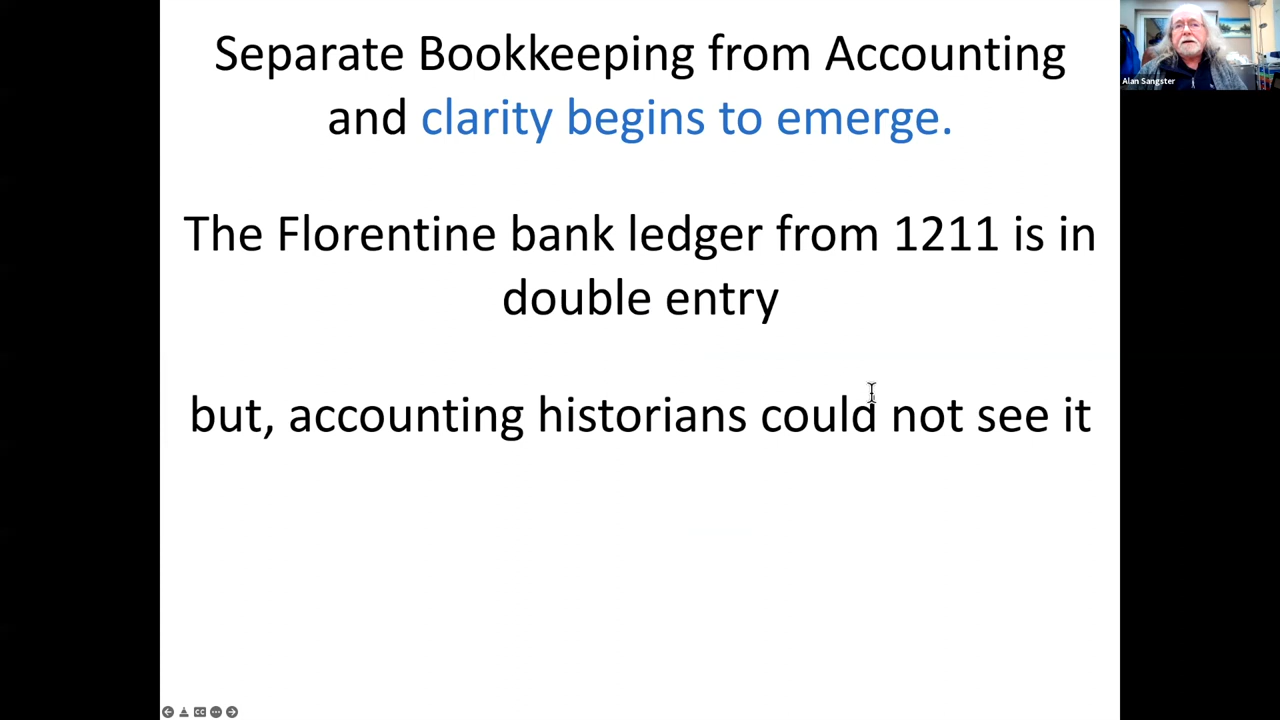 Separate Bookkeeping from Accounting
and clarity begins to emerge.
The Florentine bank ledger from 1211 is in
double entry
but, accounting historians could not see it
Alan Sangster
CC